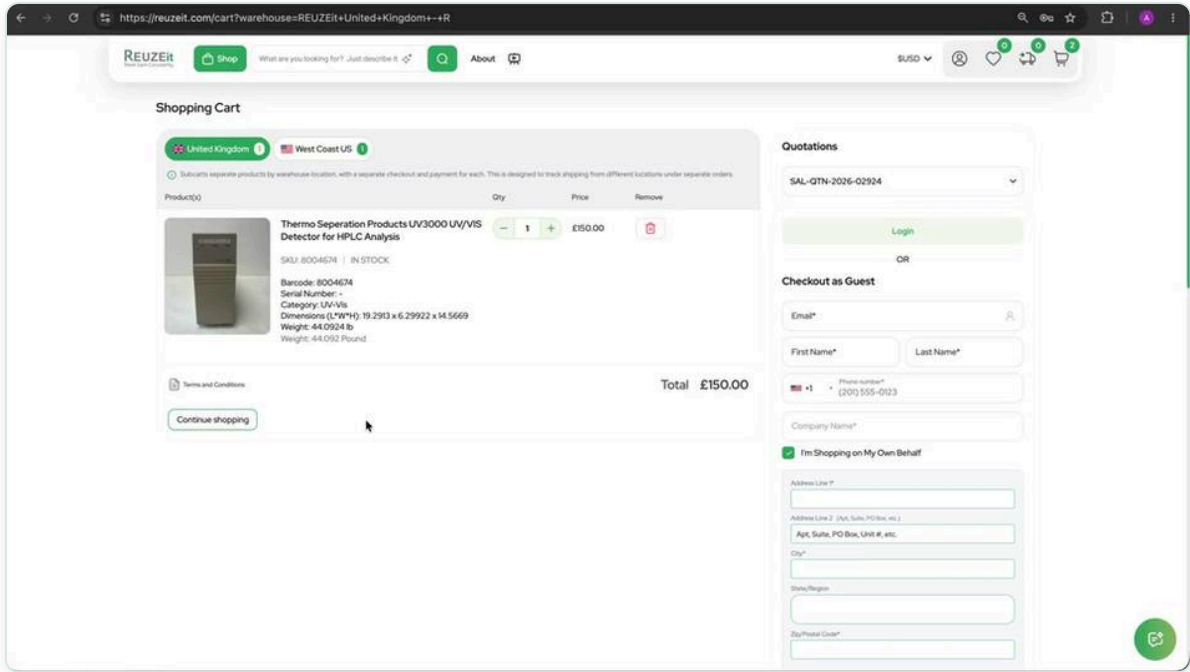 https://reuzeit.com/cart?warehouse=REUZEit+United+Kingdom+-+R
A
REUZEit
Shop
What are you looking for? Just describe it
About
$USD
0
0
2
Shopping Cart
United Kingdom 1
West Coast US 1
Subcarts separate products by warehouse location, with a separate checkout and payment for each. This is designed to track shipping from different locations under separate orders.
Product(s) Qty Price Remove
Thermo Seperation Products UV3000 UV/VIS
Detector for HPLC Analysis
- 1 + £150.00
SKU: 8004674 | IN STOCK
Barcode: 8004674
Serial Number: -
Category: UV-Vis
Dimensions (L*W*H): 19.2913 x 6.29922 x 14.5669
Weight: 44.0924 lb
Weight: 44.092 Pound
Terms and Conditions
Total £150.00
Continue shopping
Quotations
SAL-QTN-2026-02924
Login
OR
Checkout as Guest
Email*
First Name* Last Name*
+1
Phone number*
(201) 555-0123
Company Name*
I'm Shopping on My Own Behalf
Address Line 1*
Address Line 2 (Apt, Suite, PO Box, etc.)
Apt, Suite, PO Box, Unit #, etc.
City*
State/Region
Zip/Postal Code*